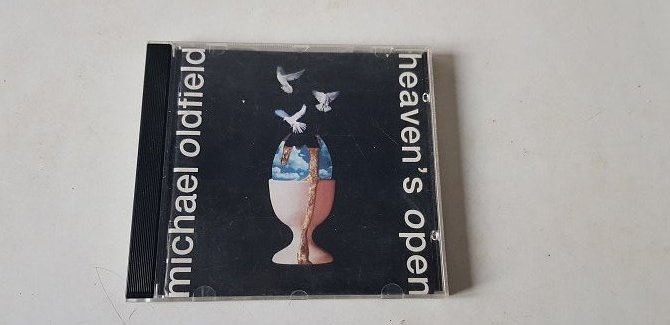 michael oldfield
heaven's open